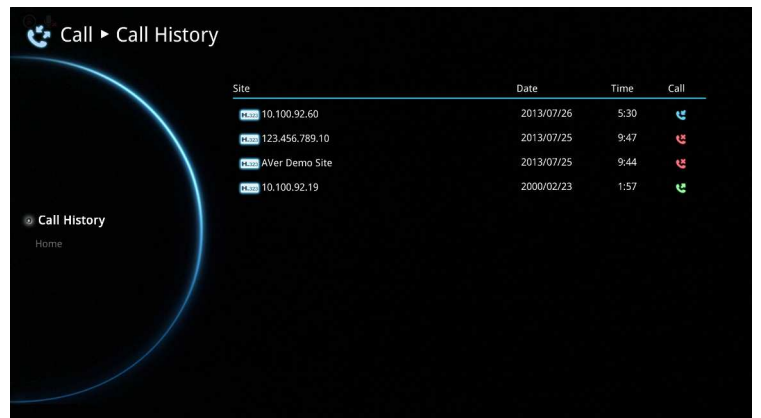 Call ▸ Call History
Site Date Time Call
H.323 10.100.92.60 2013/07/26 5:30
H.323 123.456.789.10 2013/07/25 9:47
H.323 AVer Demo Site 2013/07/25 9:44
H.323 10.100.92.19 2000/02/23 1:57
Call History
Home